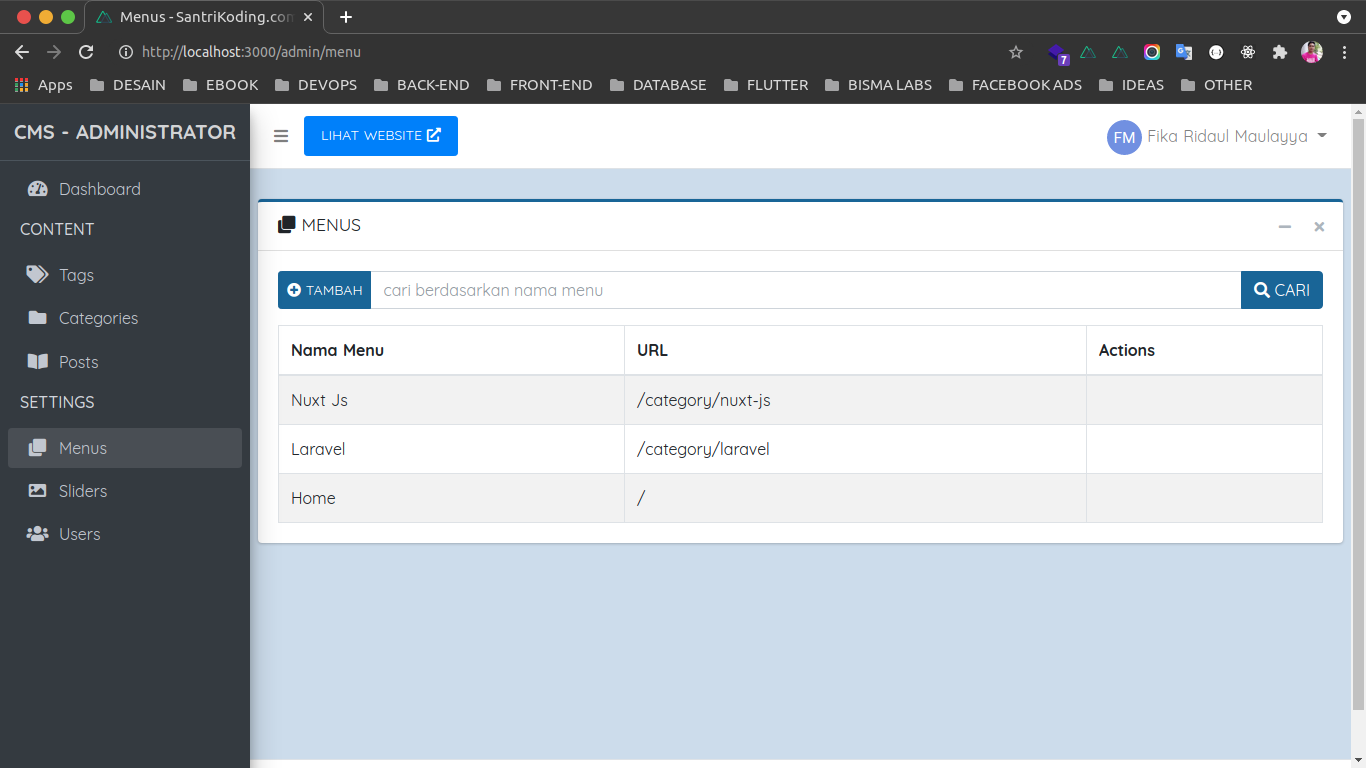 Menus - SantriKoding.con
http://localhost:3000/admin/menu
7
Apps DESAIN EBOOK DEVOPS BACK-END FRONT-END DATABASE FLUTTER BISMA LABS FACEBOOK ADS IDEAS OTHER
CMS - ADMINISTRATOR
LIHAT WEBSITE
FM Fika Ridaul Maulayya
Dashboard
CONTENT
Tags
Categories
Posts
SETTINGS
Menus
Sliders
Users
MENUS
TAMBAH cari berdasarkan nama menu CARI
Nama Menu URL Actions
Nuxt Js /category/nuxt-js
Laravel /category/laravel
Home /